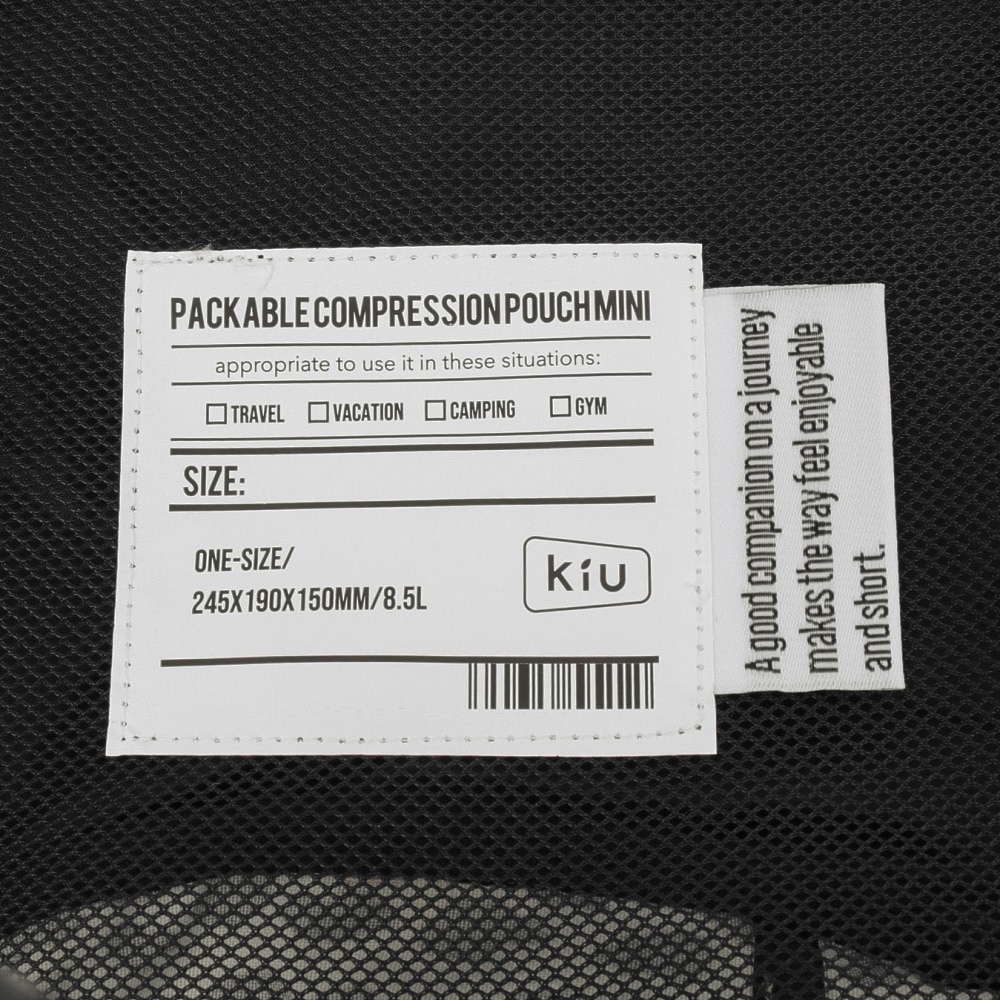 PACKABLE COMPRESSION POUCH MINI
appropriate to use it in these situations:
TRAVEL VACATION CAMPING GYM
SIZE:
ONE-SIZE/
245X190X150MM/8.5L
kiu
A good companion on a journey
makes the way feel enjoyable
and short.